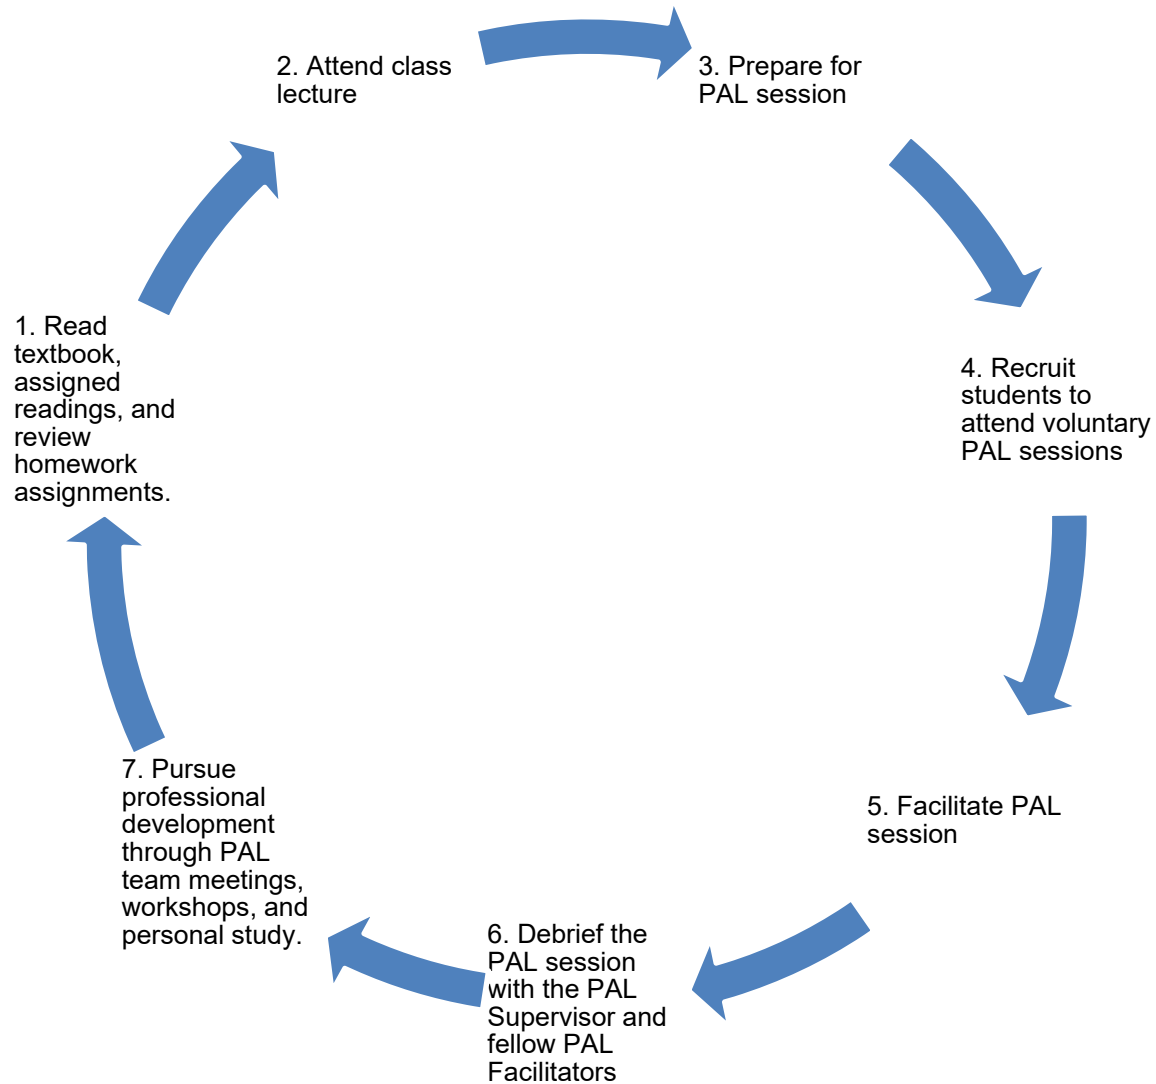 1. Read
textbook,
assigned
readings, and
review
homework
assignments.
2. Attend class
lecture
3. Prepare for
PAL session
4. Recruit
students to
attend voluntary
PAL sessions
5. Facilitate PAL
session
6. Debrief the
PAL session
with the PAL
Supervisor and
fellow PAL
Facilitators
7. Pursue
professional
development
through PAL
team meetings,
workshops, and
personal study.